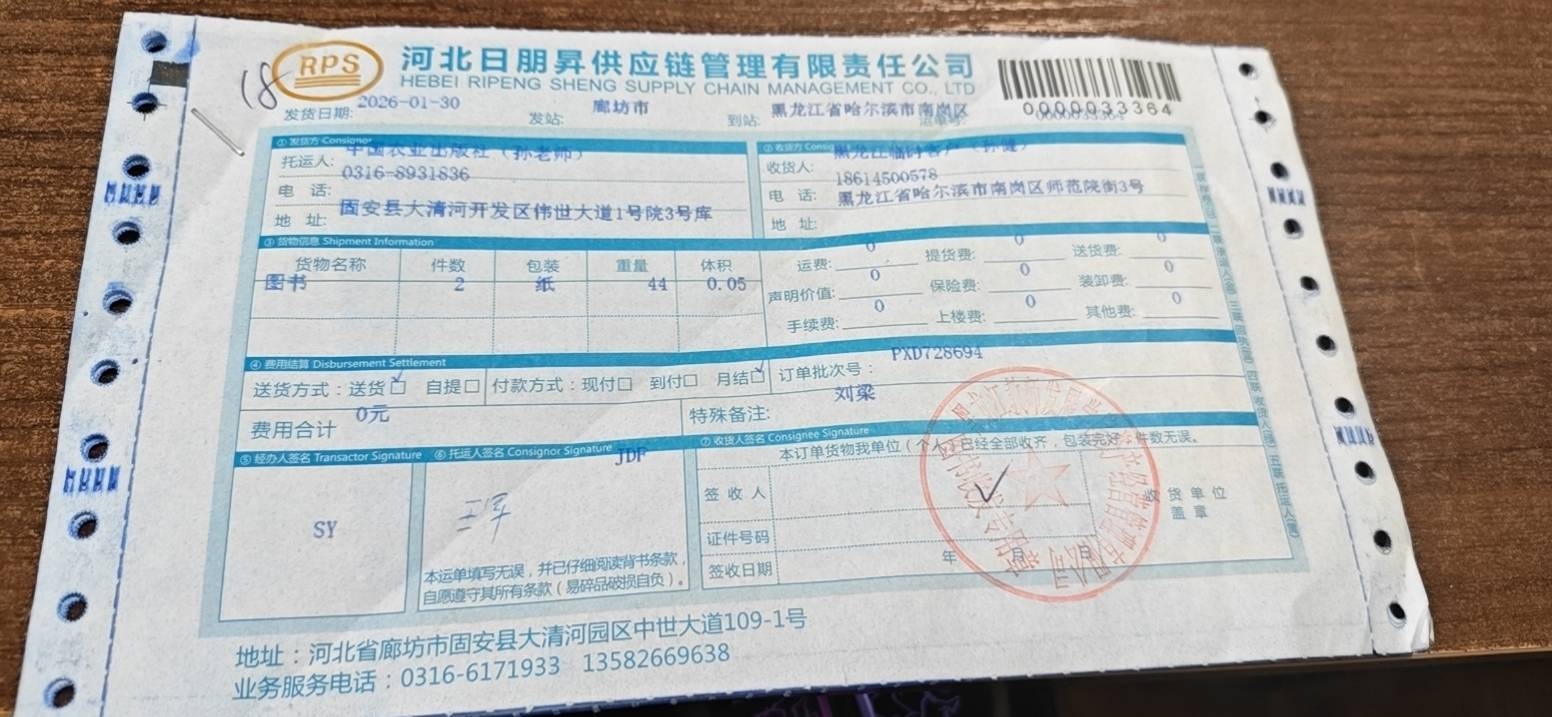 18
RPS
河北日朋昇供应链管理有限责任公司
HEBEI RIPENG SHENG SUPPLY CHAIN MANAGEMENT CO., LTD
0000033364
发货日期: 2026-01-30 发站: 廊坊市 到站: 黑龙江省哈尔滨市南岗区 运单号: 0000033364
① 发货方 Consignor
托运人: 中国农业出版社（孙老师）
电 话: 0316-8931836
地 址: 固安县大清河开发区伟世大道1号院3号库
② 收货方 Consig
收货人: 黑龙江临时客户
电 话: 18614500578
地 址: 黑龙江省哈尔滨市南岗区师范院街3号
③ 货物信息 Shipment Information
货物名称 件数 包装 重量 体积
图书 2 纸 44 0.05
运费: 0 提货费: 0 送货费: 0
声明价值: 0 保险费: 0 装卸费: 0
手续费: 0 上楼费: 0 其他费: 0
④ 费用结算 Disbursement Settlement
送货方式：送货☑ 自提☐ 付款方式：现付☐ 到付☐ 月结☑ 订单批次号： PXD728694
费用合计 0元 特殊备注: 刘梁
⑤ 经办人签名 Transactor Signature
SY
⑥ 托运人签名 Consignor Signature JDF
本运单填写无误，并已仔细阅读背书条款，
自愿遵守其所有条款（易碎品破损自负）。
⑦ 收货人签名 Consignee Signature
本订单货物我单位（个人）已经全部收齐，包装完好，件数无误。
签 收 人
证件号码
签收日期 年 月 日
收货单位
盖 章
地址：河北省廊坊市固安县大清河园区中世大道109-1号
业务服务电话：0316-6171933 13582669638